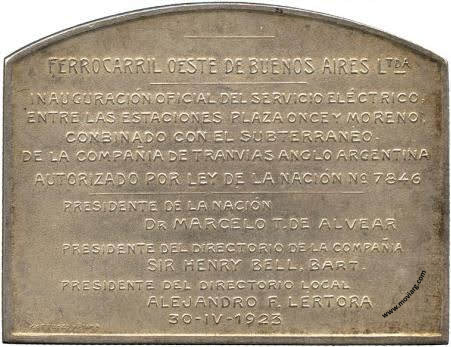 FERROCARRIL OESTE DE BUENOS AIRES LTDA
INAUGURACIÓN OFICIAL DEL SERVICIO ELÉCTRICO,
ENTRE LAS ESTACIONES PLAZA ONCE Y MORENO,
COMBINADO CON EL SUBTERRANEO.
DE LA COMPAÑIA DE TRANVIAS ANGLO ARGENTINA
AUTORIZADO POR LEY DE LA NACIÓN No 7846
PRESIDENTE DE LA NACIÓN
DR MARCELO T. DE ALVEAR
PRESIDENTE DEL DIRECTORIO DE LA COMPAÑIA
SIR HENRY BELL, BART.
PRESIDENTE DEL DIRECTORIO LOCAL
ALEJANDRO F. LERTORA
30-IV-1923
www.moviarg.com